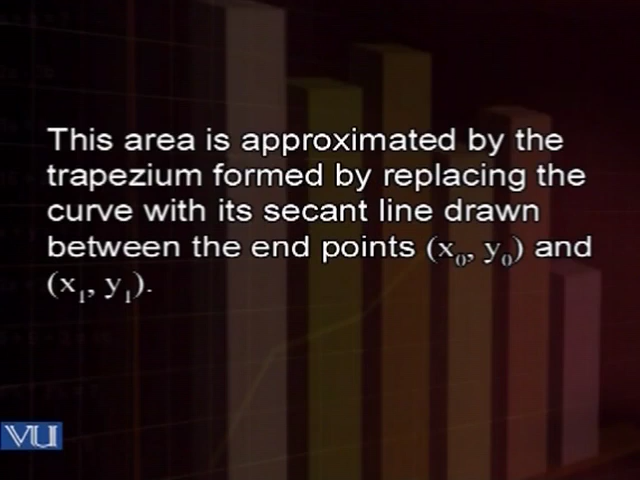 This area is approximated by the
trapezium formed by replacing the
curve with its secant line drawn
between the end points (x₀, y₀) and
(x₁, y₁).
VU